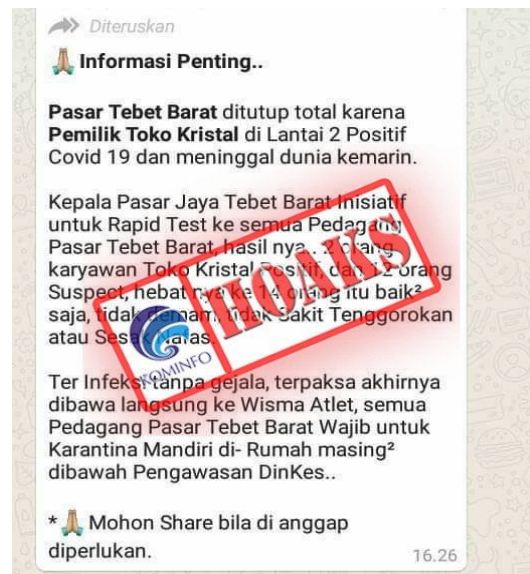 Diteruskan
Informasi Penting..
Pasar Tebet Barat ditutup total karena
Pemilik Toko Kristal di Lantai 2 Positif
Covid 19 dan meninggal dunia kemarin.
Kepala Pasar Jaya Tebet Barat Inisiatif
untuk Rapid Test ke semua Pedagang
Pasar Tebet Barat, hasil nya : 2 orang
karyawan Toko Kristal Positif, dan 12 orang
Suspect, hebat nya ke 14 orang itu baik²
saja, tidak demam, tidak Sakit Tenggorokan
atau Sesak Nafas.
HOAKS
KOMINFO
Ter Infeksi tanpa gejala, terpaksa akhirnya
dibawa langsung ke Wisma Atlet, semua
Pedagang Pasar Tebet Barat Wajib untuk
Karantina Mandiri di- Rumah masing²
dibawah Pengawasan DinKes..
* Mohon Share bila di anggap
diperlukan.
16.26